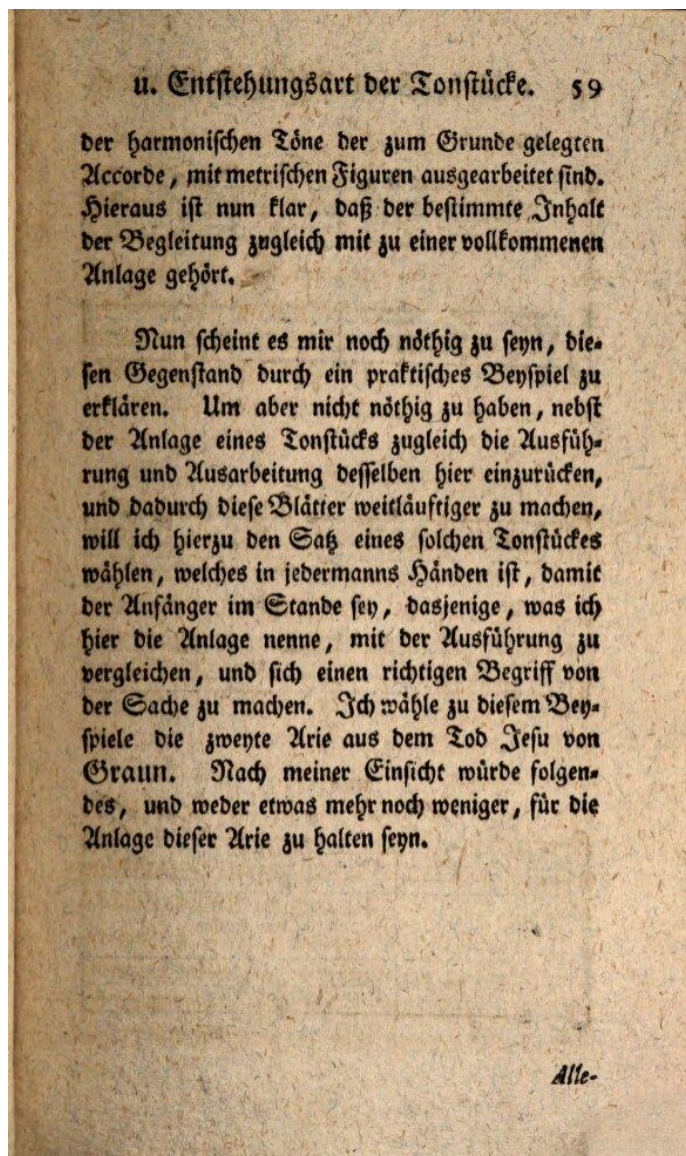 u. Entstehungsart der Tonstücke. 59
der harmonischen Töne der zum Grunde gelegten
Accorde, mit metrischen Figuren ausgearbeitet sind.
Hieraus ist nun klar, daß der bestimmte Inhalt
der Begleitung zugleich mit zu einer vollkommenen
Anlage gehört.
Nun scheint es mir noch nöthig zu seyn, die-
sen Gegenstand durch ein praktisches Beyspiel zu
erklären. Um aber nicht nöthig zu haben, nebst
der Anlage eines Tonstücks zugleich die Ausfüh-
rung und Ausarbeitung desselben hier einzurücken,
und dadurch diese Blätter weitläuftiger zu machen,
will ich hierzu den Satz eines solchen Tonstückes
wählen, welches in jedermanns Händen ist, damit
der Anfänger im Stande sey, dasjenige, was ich
hier die Anlage nenne, mit der Ausführung zu
vergleichen, und sich einen richtigen Begriff von
der Sache zu machen. Ich wähle zu diesem Bey-
spiele die zweyte Arie aus dem Tod Jesu von
Graun. Nach meiner Einsicht würde folgen-
des, und weder etwas mehr noch weniger, für die
Anlage dieser Arie zu halten seyn.
Alle-